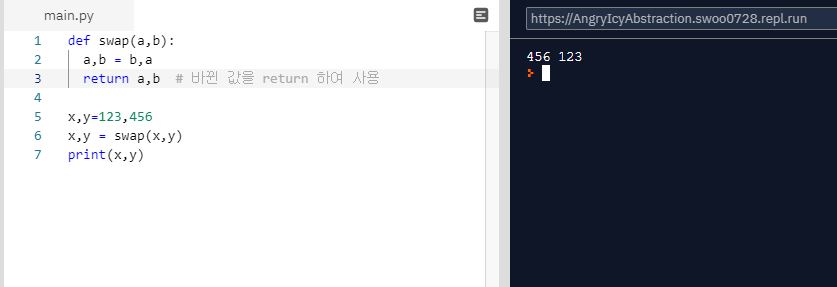 main.py
1 def swap(a,b):
2 a,b = b,a
3 return a,b # 바뀐 값을 return 하여 사용
4
5 x,y=123,456
6 x,y = swap(x,y)
7 print(x,y)
https://AngryIcyAbstraction.swoo0728.repl.run
456 123